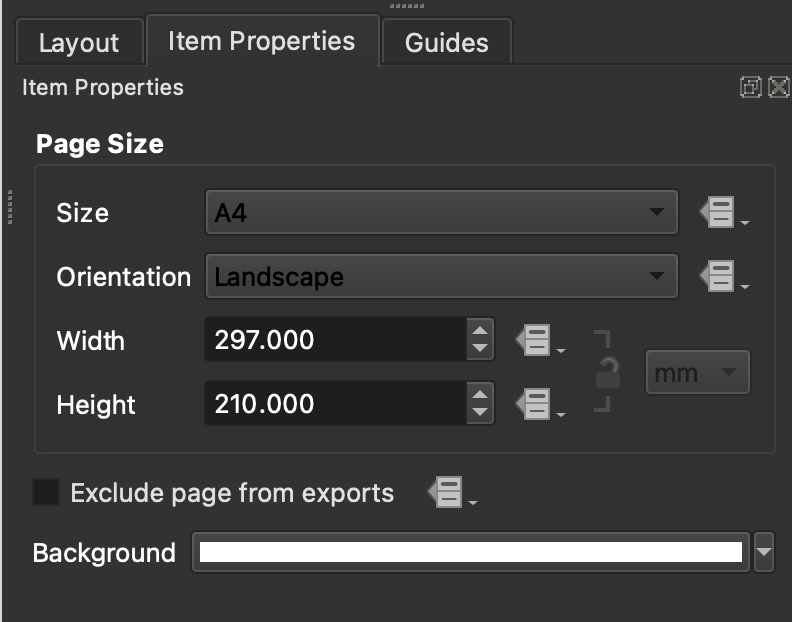 Layout Item Properties Guides
Item Properties
Page Size
Size A4
Orientation Landscape
Width 297.000
mm
Height 210.000
Exclude page from exports
Background